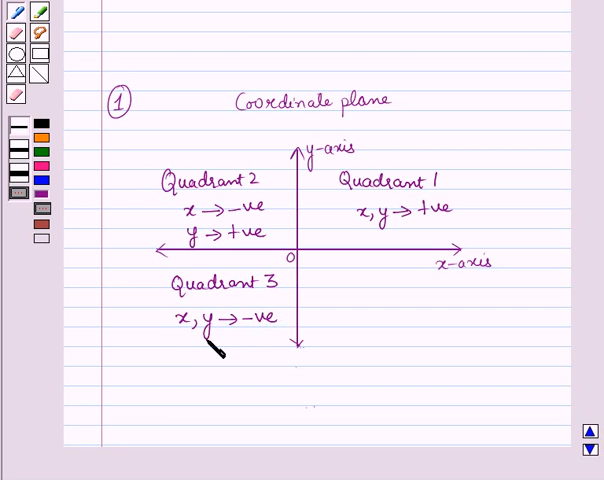 1
Coordinate plane
y-axis
Quadrant 2
x → -ve
y → +ve
Quadrant 1
x, y → +ve
0
x-axis
Quadrant 3
x, y → -ve